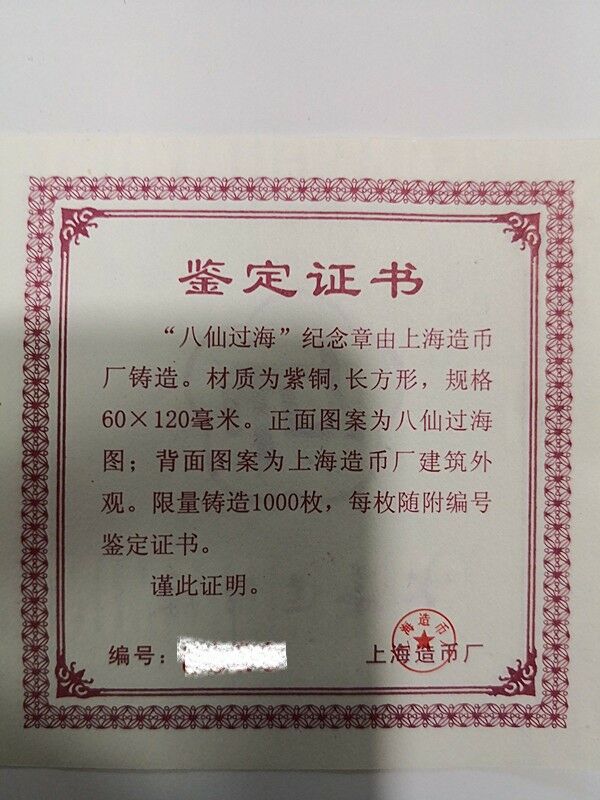 鉴定证书
“八仙过海”纪念章由上海造币
厂铸造。材质为紫铜,长方形，规格
60×120毫米。正面图案为八仙过海
图；背面图案为上海造币厂建筑外
观。限量铸造1000枚，每枚随附编号
鉴定证书。
谨此证明。
编号：
上海造币厂